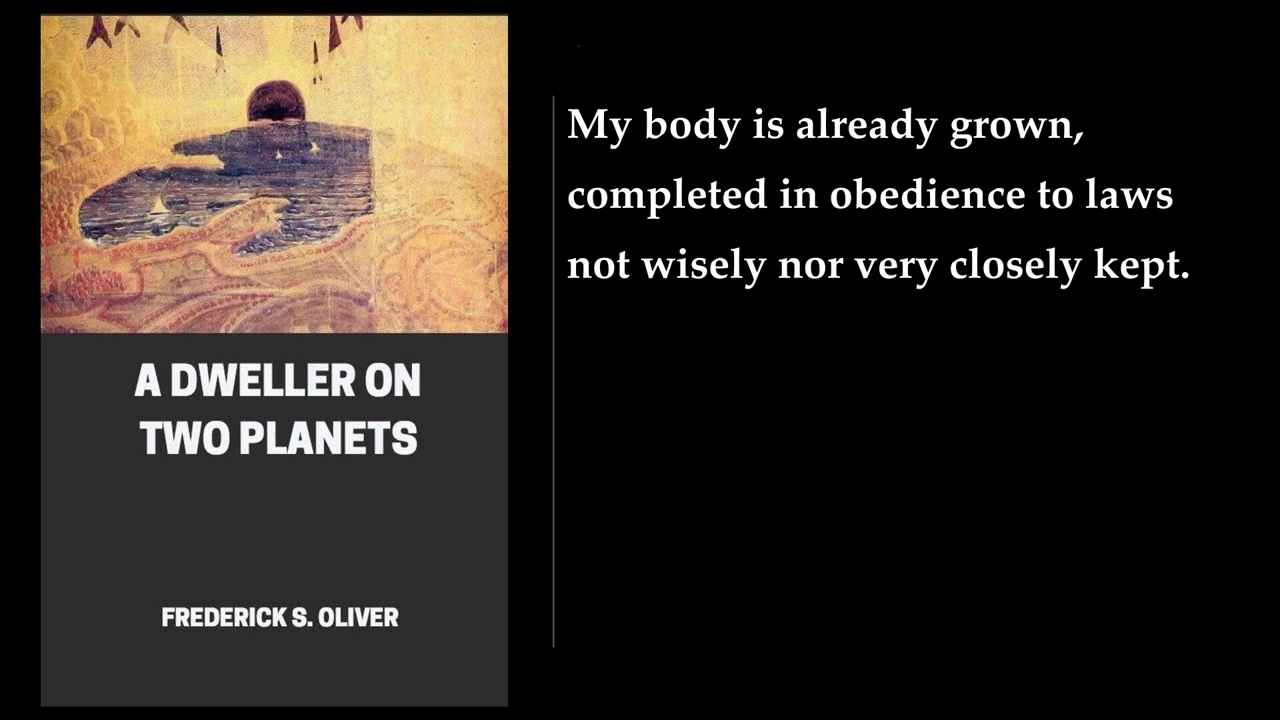 A DWELLER ON
TWO PLANETS
FREDERICK S. OLIVER
My body is already grown,
completed in obedience to laws
not wisely nor very closely kept.